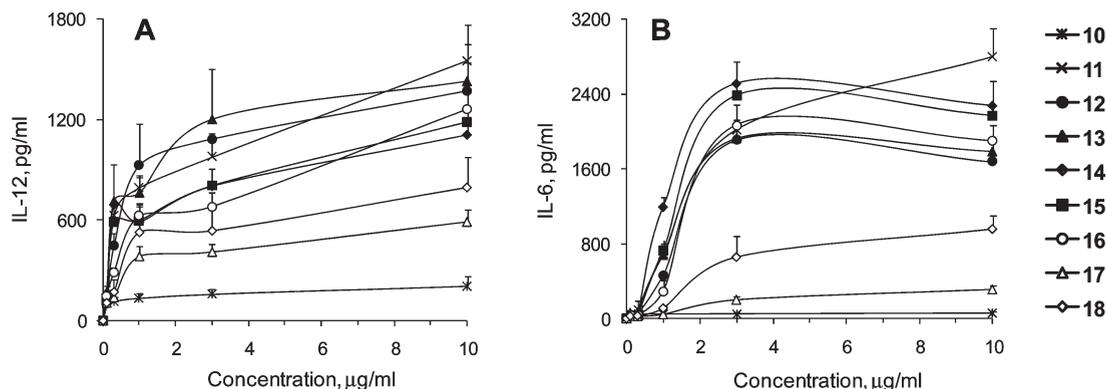 A
1800
1200
600
0
IL-12, pg/ml
0 2 4 6 8 10
Concentration, µg/ml
B
3200
2400
1600
800
0
IL-6, pg/ml
0 2 4 6 8 10
Concentration, µg/ml
10
11
12
13
14
15
16
17
18